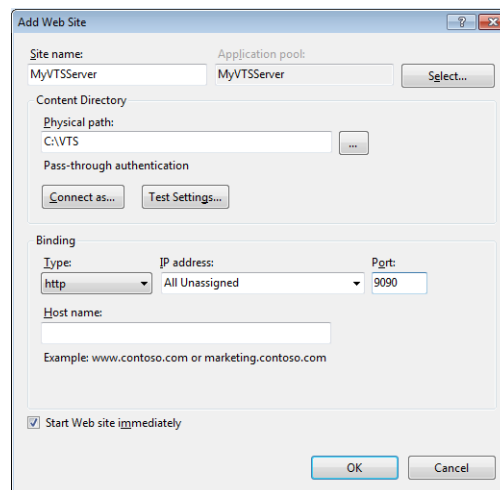 Add Web Site
Site name: Application pool:
MyVTSServer MyVTSServer Select...
Content Directory
Physical path:
C:\VTS ...
Pass-through authentication
Connect as... Test Settings...
Binding
Type: IP address: Port:
http All Unassigned 9090
Host name:
Example: www.contoso.com or marketing.contoso.com
Start Web site immediately
OK Cancel